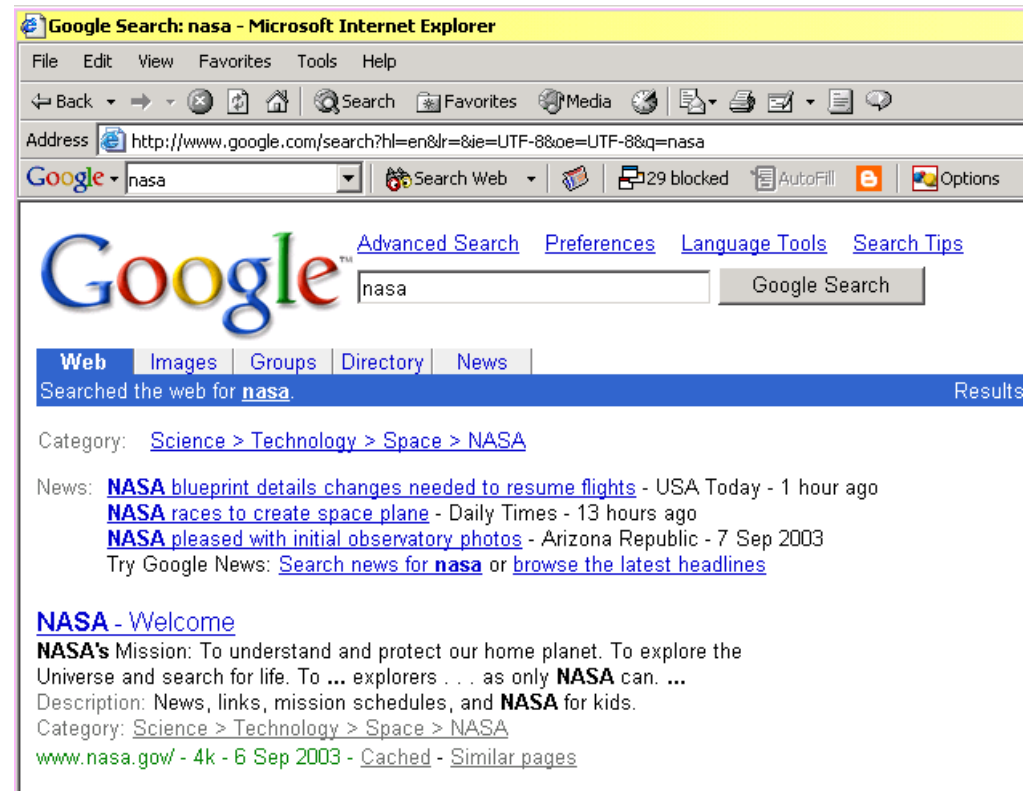 Google Search: nasa - Microsoft Internet Explorer
File Edit View Favorites Tools Help
Back Search Favorites Media
Address http://www.google.com/search?hl=en&lr=&ie=UTF-8&oe=UTF-8&q=nasa
Google nasa Search Web 29 blocked AutoFill Options
Advanced Search Preferences Language Tools Search Tips
Google™ nasa Google Search
Web Images Groups Directory News
Searched the web for nasa. Results
Category: Science > Technology > Space > NASA
News: NASA blueprint details changes needed to resume flights - USA Today - 1 hour ago
NASA races to create space plane - Daily Times - 13 hours ago
NASA pleased with initial observatory photos - Arizona Republic - 7 Sep 2003
Try Google News: Search news for nasa or browse the latest headlines
NASA - Welcome
NASA's Mission: To understand and protect our home planet. To explore the
Universe and search for life. To ... explorers . . . as only NASA can. ...
Description: News, links, mission schedules, and NASA for kids.
Category: Science > Technology > Space > NASA
www.nasa.gov/ - 4k - 6 Sep 2003 - Cached - Similar pages